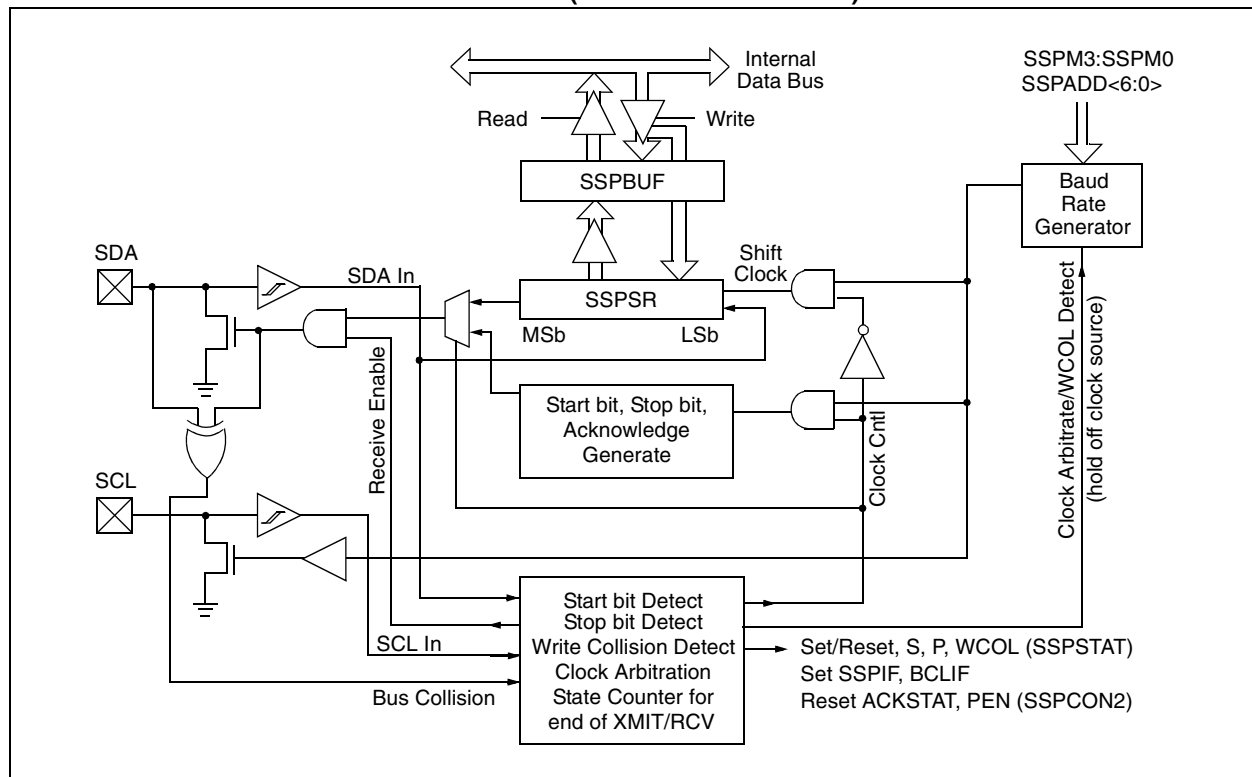 Internal
Data Bus
SSPM3:SSPM0
SSPADD<6:0>
Read
Write
SSPBUF
Baud
Rate
Generator
SDA
SDA In
Shift
Clock
SSPSR
MSb
LSb
Clock Arbitrate/WCOL Detect
(hold off clock source)
Receive Enable
Start bit, Stop bit,
Acknowledge
Generate
Clock Cntl
SCL
SCL In
Bus Collision
Start bit Detect
Stop bit Detect
Write Collision Detect
Clock Arbitration
State Counter for
end of XMIT/RCV
Set/Reset, S, P, WCOL (SSPSTAT)
Set SSPIF, BCLIF
Reset ACKSTAT, PEN (SSPCON2)